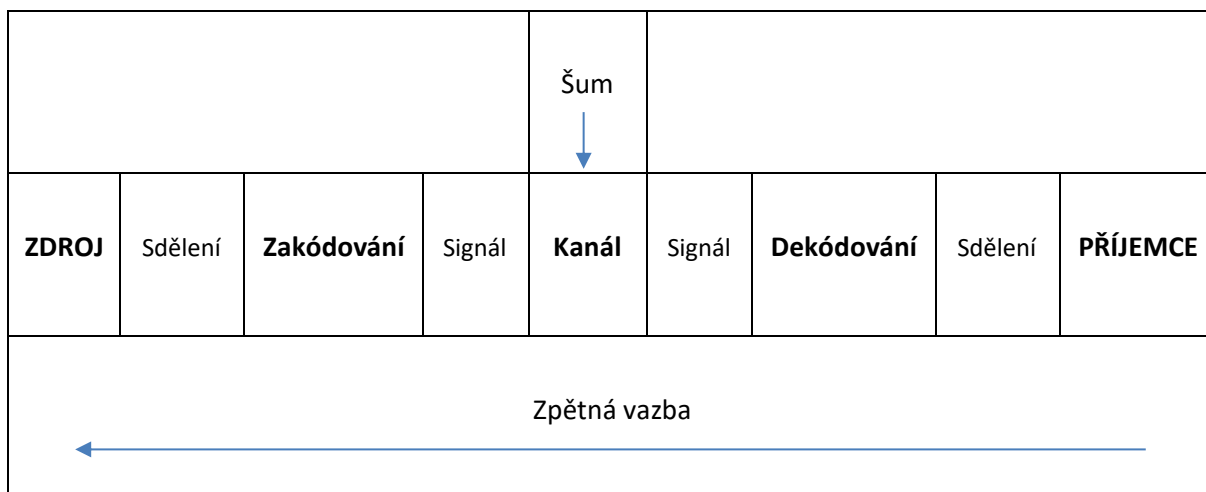 Šum
ZDROJ Sdělení Zakódování Signál Kanál Signál Dekódování Sdělení PŘÍJEMCE
Zpětná vazba